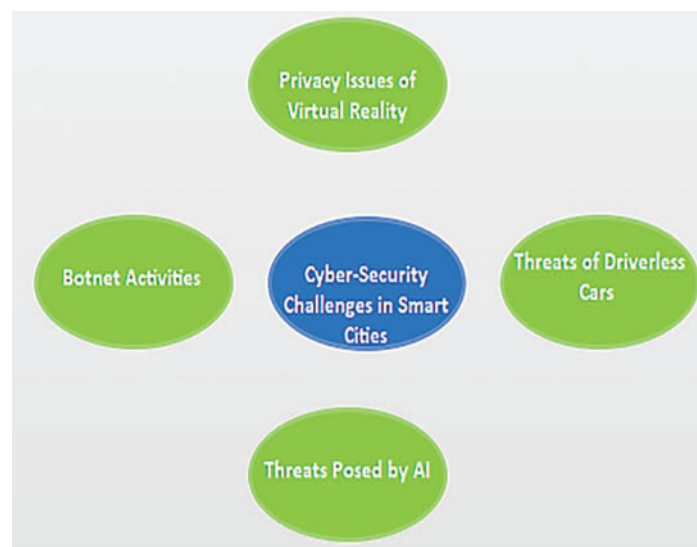 Privacy Issues of
Virtual Reality
Botnet Activities
Cyber-Security
Challenges in Smart
Cities
Threats of Driverless
Cars
Threats Posed by AI